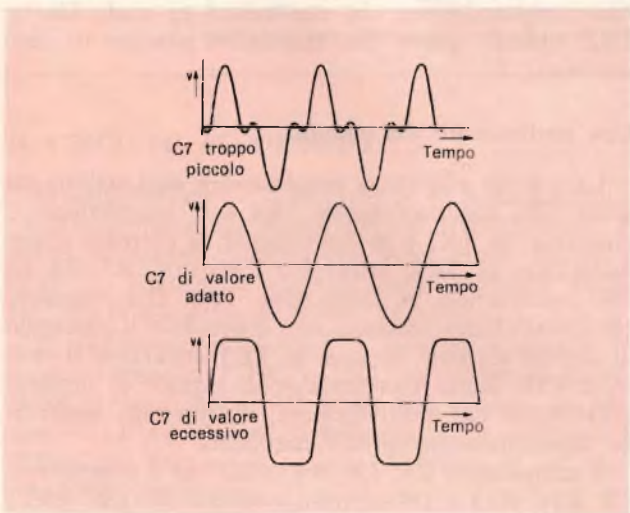 v
C7 troppo
piccolo
Tempo
v
C7 di valore
adatto
Tempo
v
C7 di valore
eccessivo
Tempo